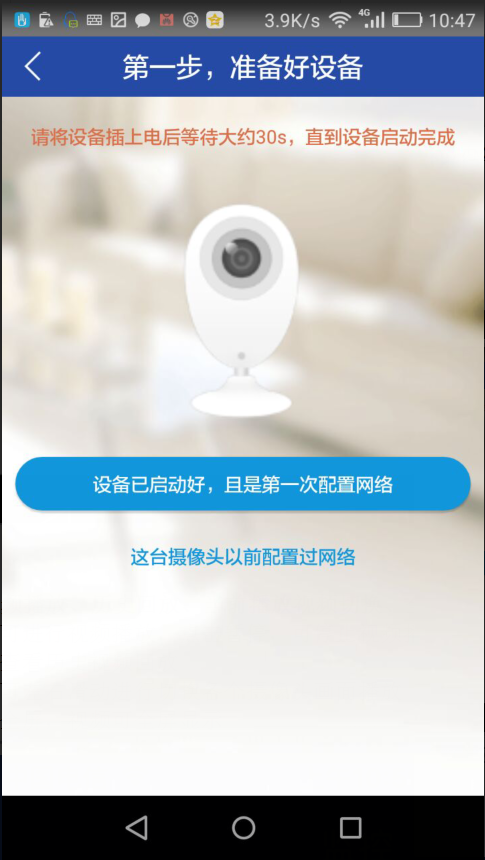 3.9K/s 4G 10:47
第一步，准备好设备
请将设备插上电后等待大约30s，直到设备启动完成
设备已启动好，且是第一次配置网络
这台摄像头以前配置过网络